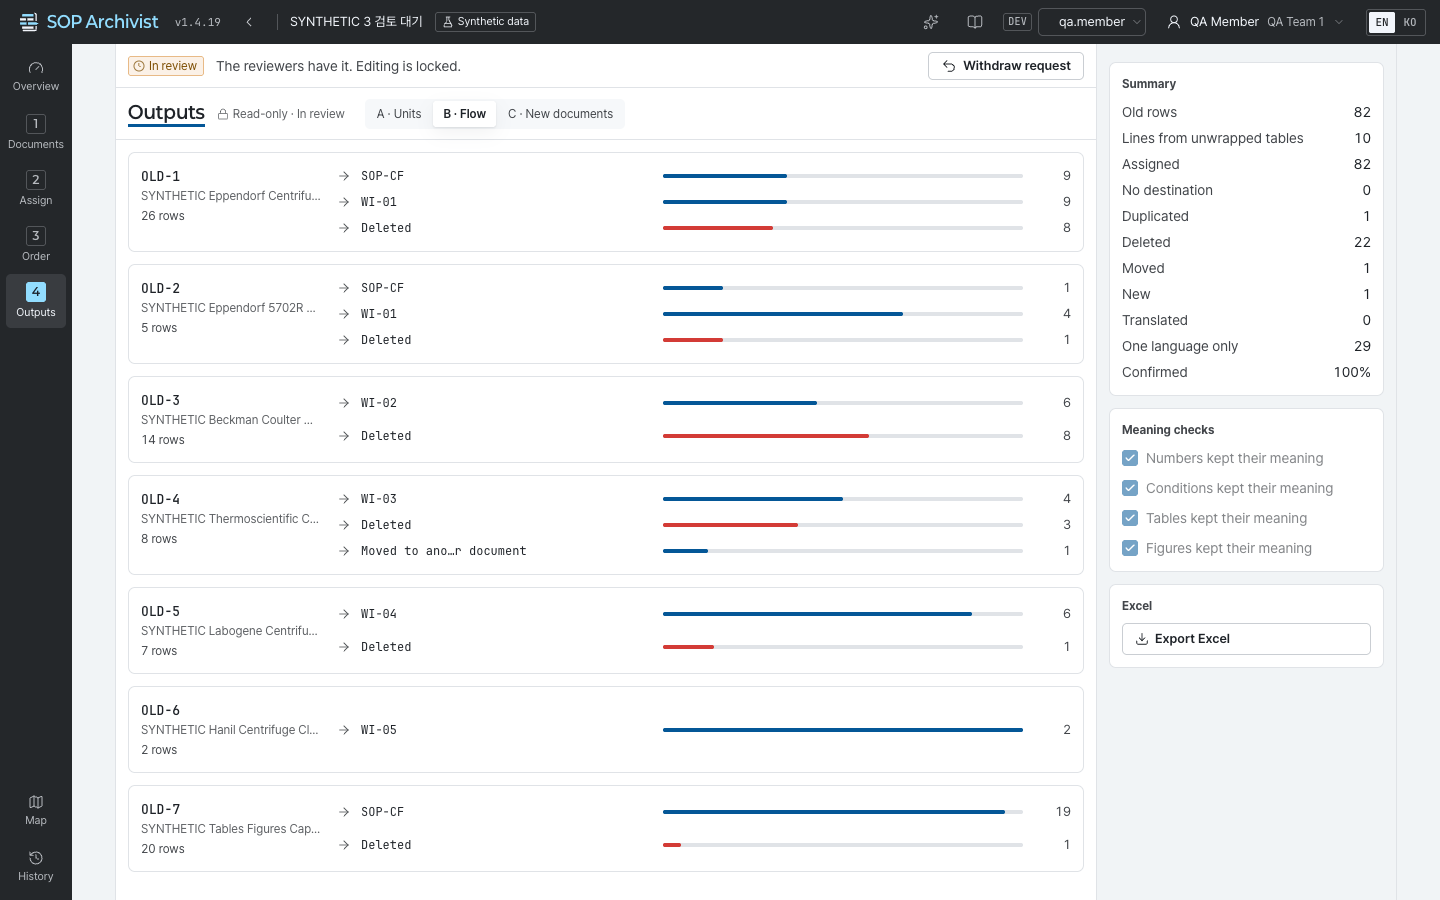 SOP Archivist v1.4.19 SYNTHETIC 3 검토 대기 Synthetic data DEV qa.member QA Member QA Team 1 EN KO
Overview
1
Documents
2
Assign
3
Order
4
Outputs
Map
History
In review The reviewers have it. Editing is locked. Withdraw request
Outputs Read-only · In review A · Units B · Flow C · New documents
OLD-1
SYNTHETIC Eppendorf Centrifu...
26 rows
SOP-CF 9
WI-01 9
Deleted 8
OLD-2
SYNTHETIC Eppendorf 5702R ...
5 rows
SOP-CF 1
WI-01 4
Deleted 1
OLD-3
SYNTHETIC Beckman Coulter ...
14 rows
WI-02 6
Deleted 8
OLD-4
SYNTHETIC Thermoscientific C...
8 rows
WI-03 4
Deleted 3
Moved to ano…r document 1
OLD-5
SYNTHETIC Labogene Centrifu...
7 rows
WI-04 6
Deleted 1
OLD-6
SYNTHETIC Hanil Centrifuge Cl...
2 rows
WI-05 2
OLD-7
SYNTHETIC Tables Figures Cap...
20 rows
SOP-CF 19
Deleted 1
Summary
Old rows 82
Lines from unwrapped tables 10
Assigned 82
No destination 0
Duplicated 1
Deleted 22
Moved 1
New 1
Translated 0
One language only 29
Confirmed 100%
Meaning checks
Numbers kept their meaning
Conditions kept their meaning
Tables kept their meaning
Figures kept their meaning
Excel
Export Excel